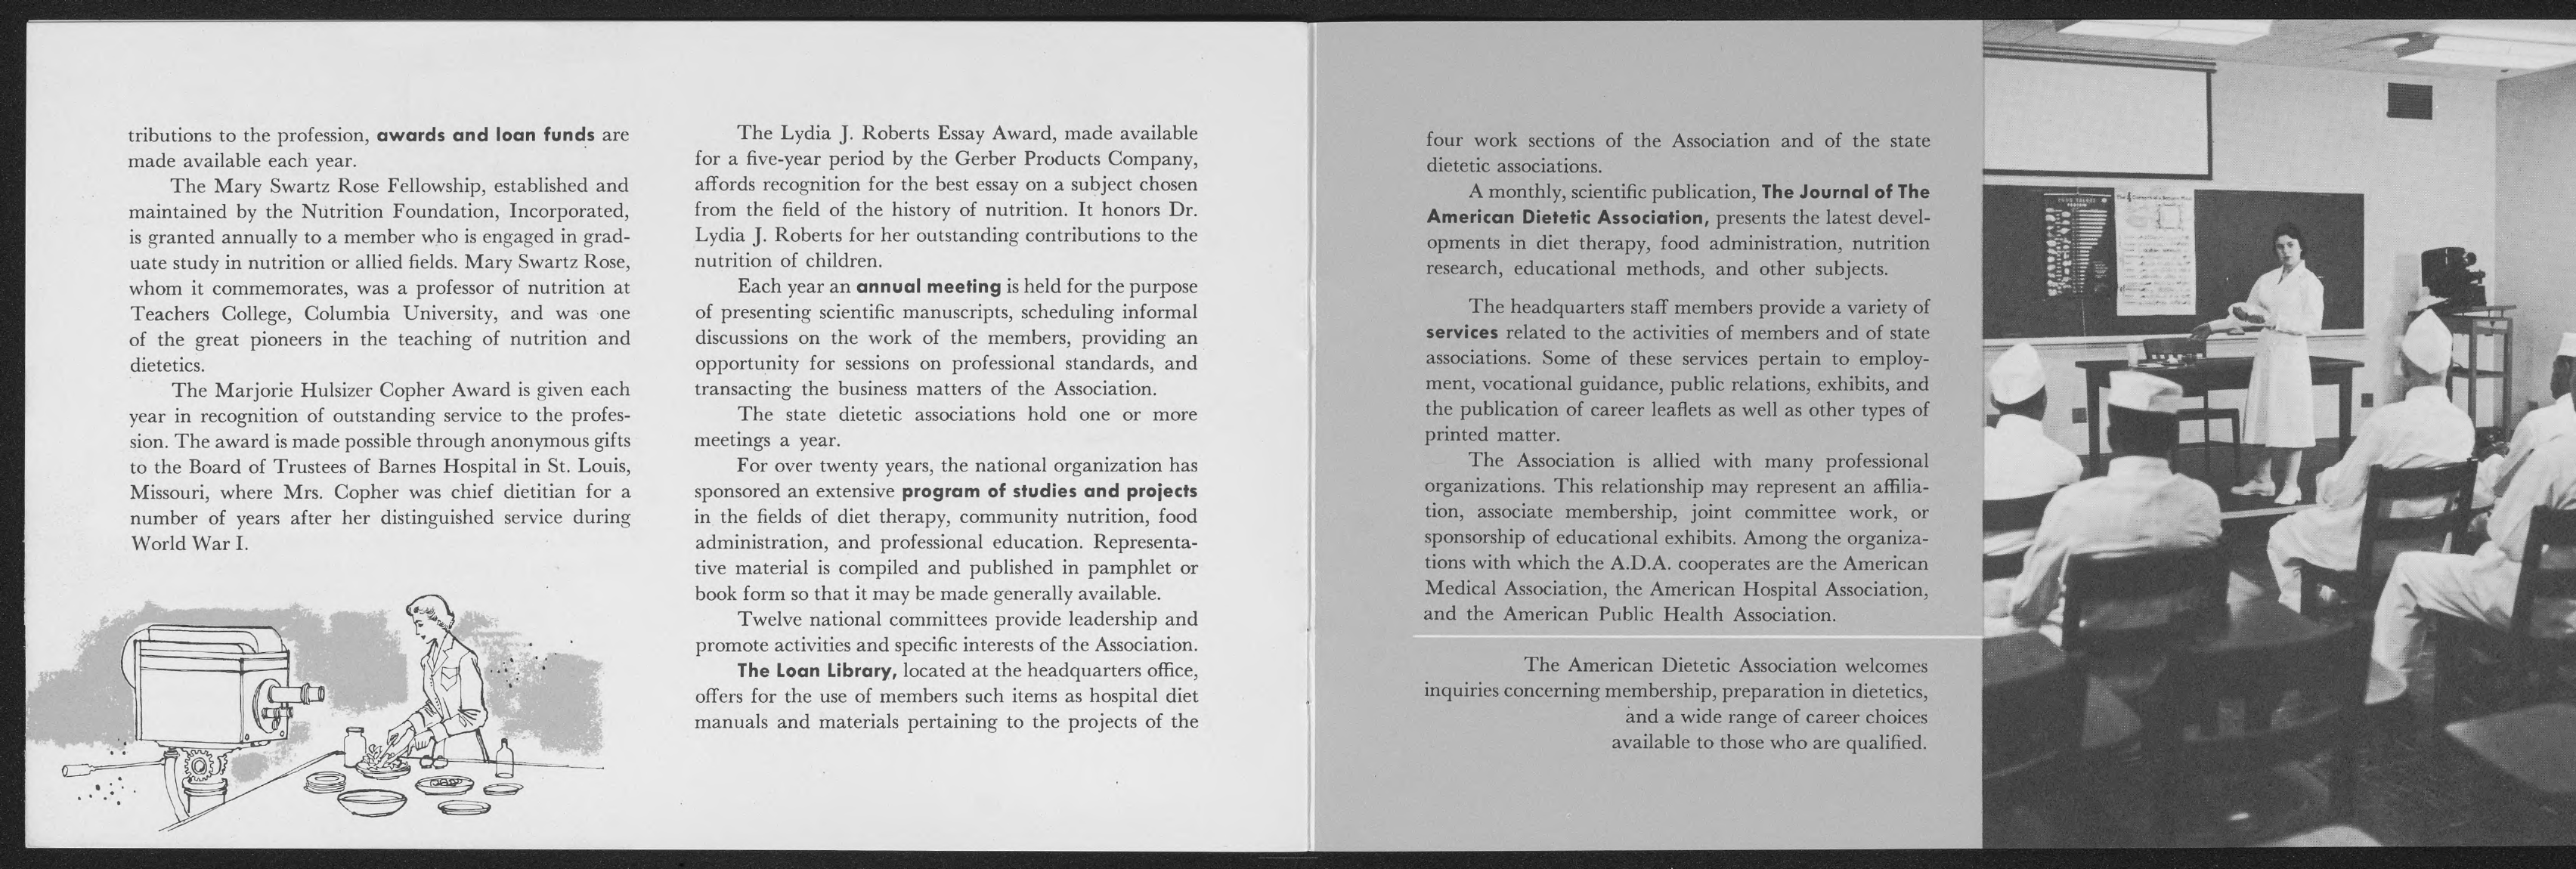 tributions to the profession, awards and loan funds are
made available each year.
The Mary Swartz Rose Fellowship, established and
maintained by the Nutrition Foundation, Incorporated,
is granted annually to a member who is engaged in grad-
uate study in nutrition or allied fields. Mary Swartz Rose,
whom it commemorates, was a professor of nutrition at
Teachers College, Columbia University, and was one
of the great pioneers in the teaching of nutrition and
dietetics.
The Marjorie Hulsizer Copher Award is given each
year in recognition of outstanding service to the profes-
sion. The award is made possible through anonymous gifts
to the Board of Trustees of Barnes Hospital in St. Louis,
Missouri, where Mrs. Copher was chief dietitian for a
number of years after her distinguished service during
World War I.
The Lydia J. Roberts Essay Award, made available
for a five-year period by the Gerber Products Company,
affords recognition for the best essay on a subject chosen
from the field of the history of nutrition. It honors Dr.
Lydia J. Roberts for her outstanding contributions to the
nutrition of children.
Each year an annual meeting is held for the purpose
of presenting scientific manuscripts, scheduling informal
discussions on the work of the members, providing an
opportunity for sessions on professional standards, and
transacting the business matters of the Association.
The state dietetic associations hold one or more
meetings a year.
For over twenty years, the national organization has
sponsored an extensive program of studies and projects
in the fields of diet therapy, community nutrition, food
administration, and professional education. Representa-
tive material is compiled and published in pamphlet or
book form so that it may be made generally available.
Twelve national committees provide leadership and
promote activities and specific interests of the Association.
The Loan Library, located at the headquarters office,
offers for the use of members such items as hospital diet
manuals and materials pertaining to the projects of the
four work sections of the Association and of the state
dietetic associations.
A monthly, scientific publication, The Journal of The
American Dietetic Association, presents the latest devel-
opments in diet therapy, food administration, nutrition
research, educational methods, and other subjects.
The headquarters staff members provide a variety of
services related to the activities of members and of state
associations. Some of these services pertain to employ-
ment, vocational guidance, public relations, exhibits, and
the publication of career leaflets as well as other types of
printed matter.
The Association is allied with many professional
organizations. This relationship may represent an affilia-
tion, associate membership, joint committee work, or
sponsorship of educational exhibits. Among the organiza-
tions with which the A.D.A. cooperates are the American
Medical Association, the American Hospital Association,
and the American Public Health Association.
The American Dietetic Association welcomes
inquiries concerning membership, preparation in dietetics,
and a wide range of career choices
available to those who are qualified.